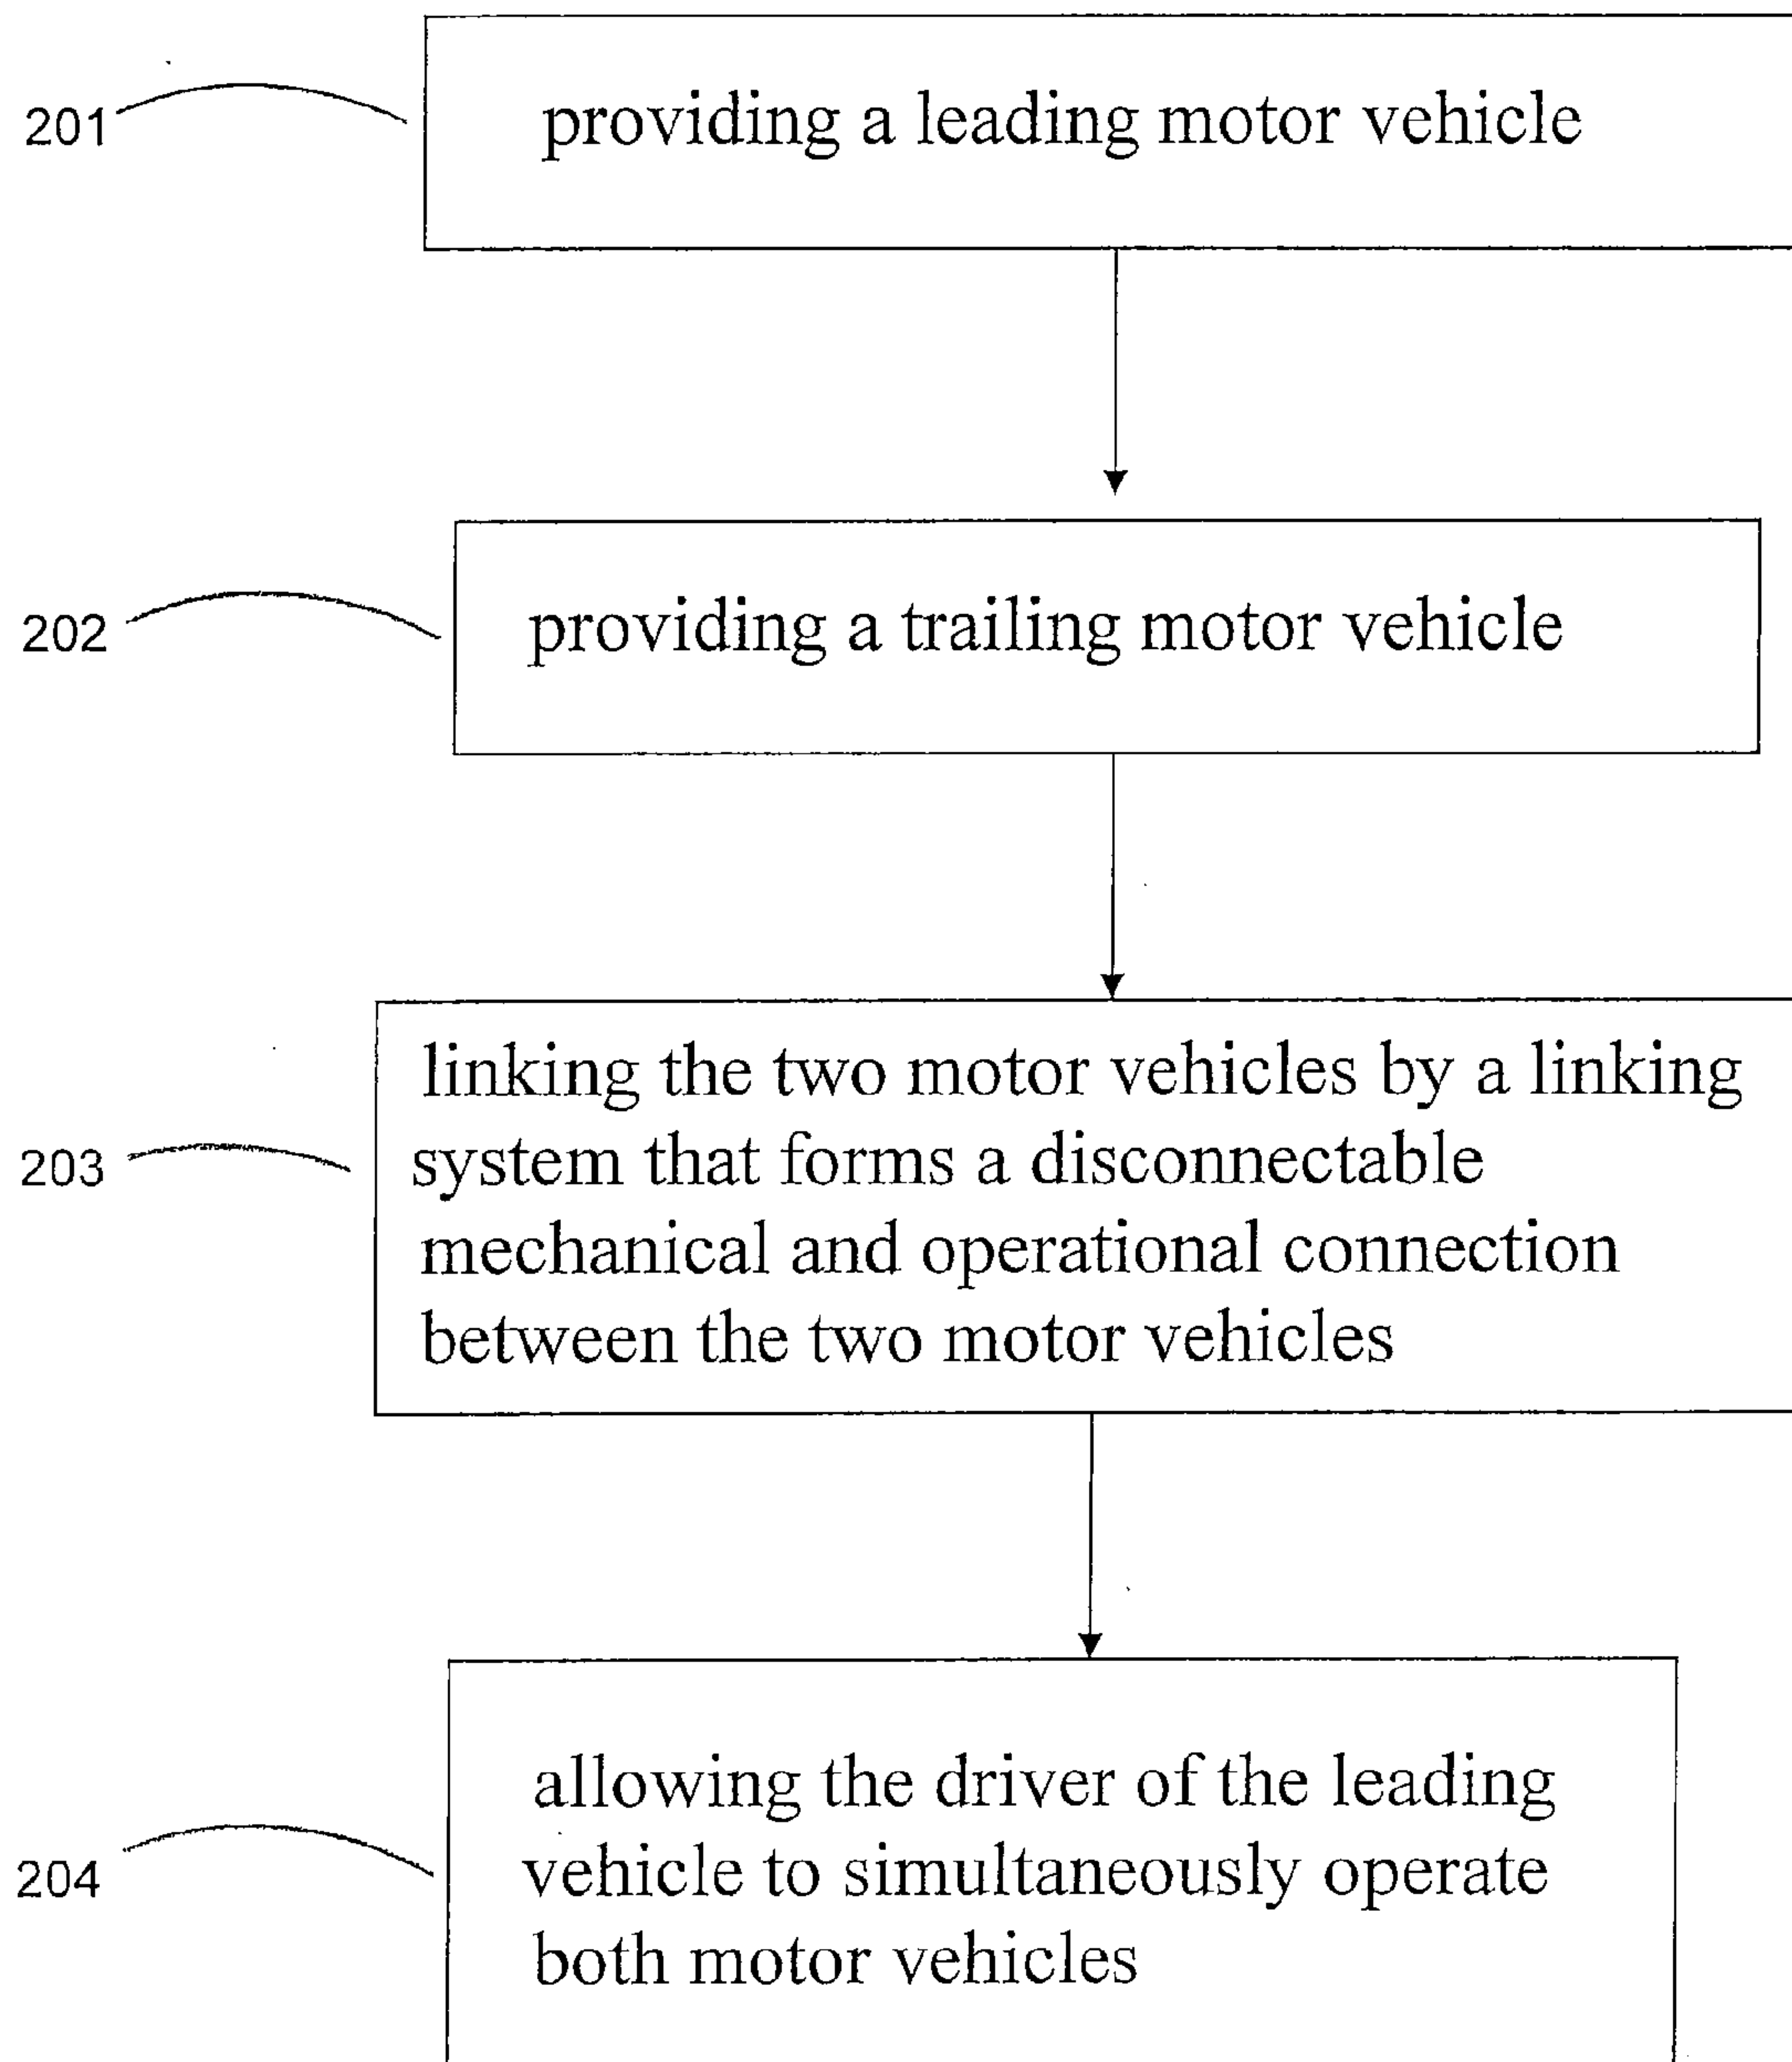 201
providing a leading motor vehicle
202
providing a trailing motor vehicle
203
linking the two motor vehicles by a linking
system that forms a disconnectable
mechanical and operational connection
between the two motor vehicles
204
allowing the driver of the leading
vehicle to simultaneously operate
both motor vehicles